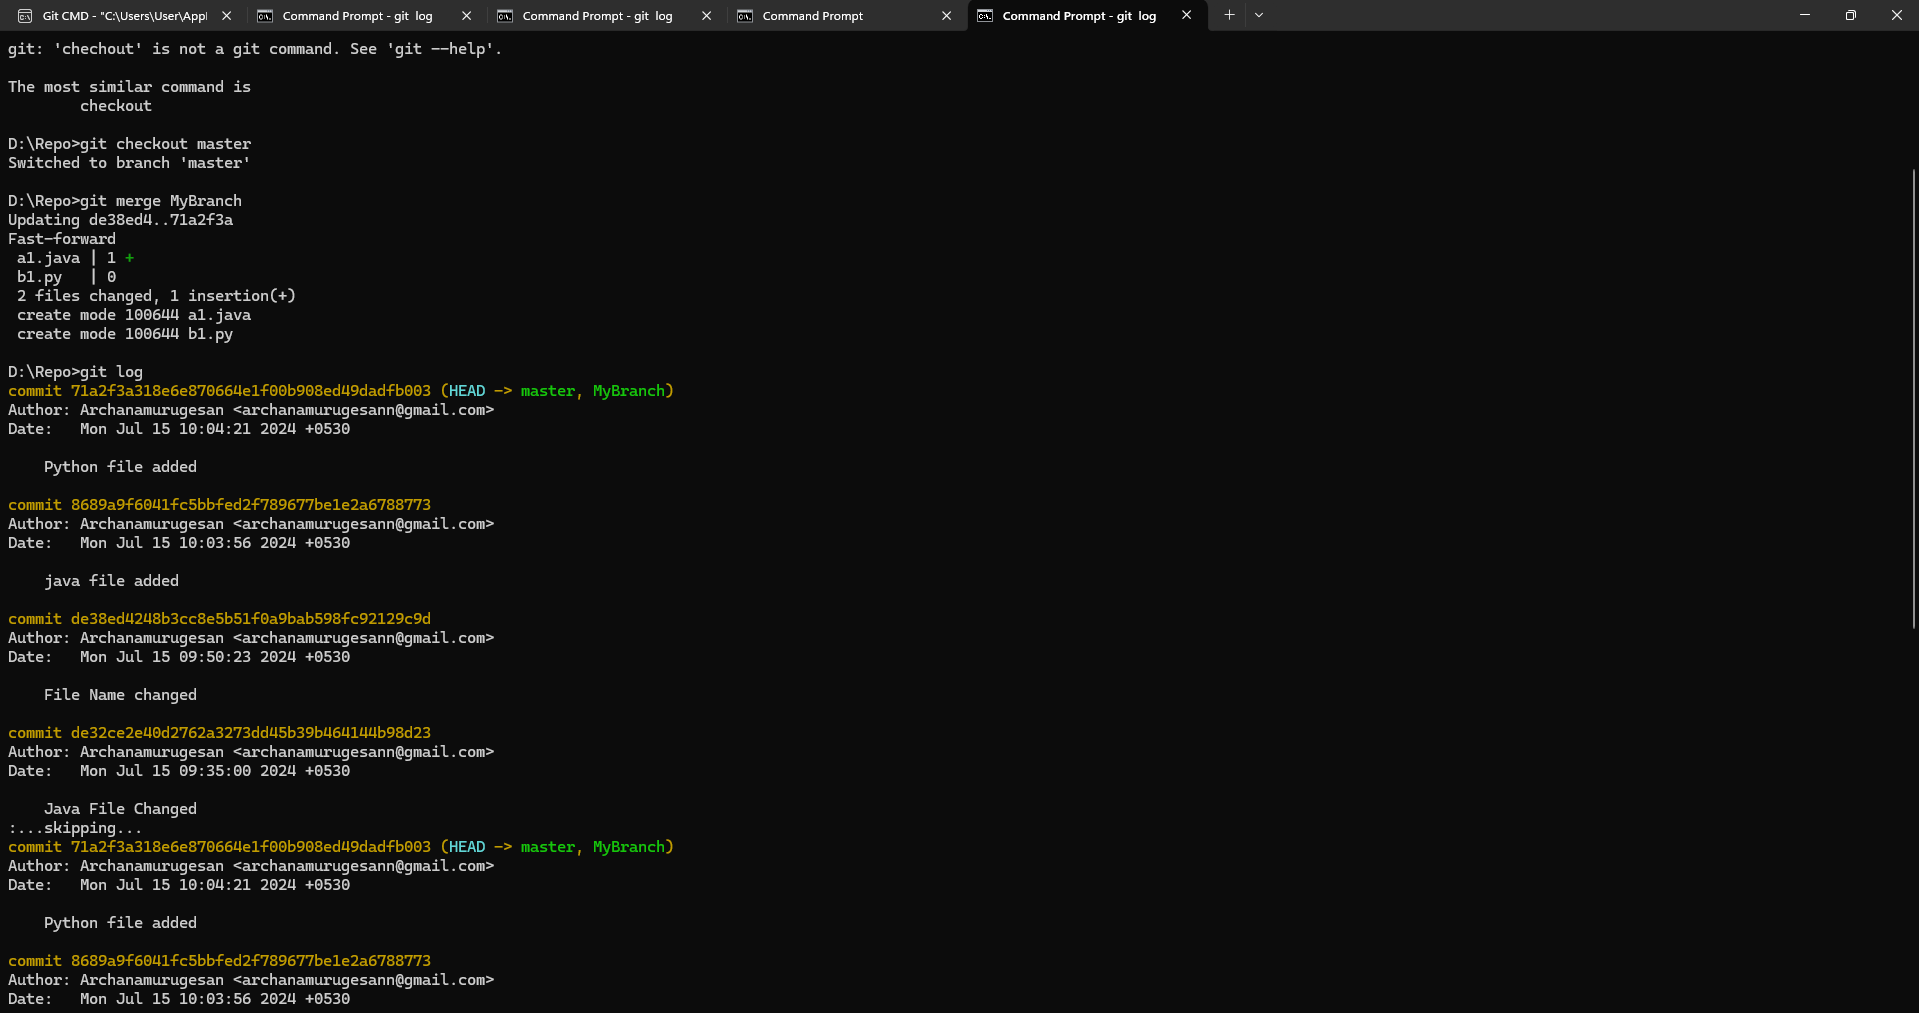 Git CMD - "C:\Users\User\AppI
Command Prompt - git  log
Command Prompt - git  log
Command Prompt
Command Prompt - git  log
git: 'chechout' is not a git command. See 'git --help'.
The most similar command is
        checkout
D:\Repo>git checkout master
Switched to branch 'master'
D:\Repo>git merge MyBranch
Updating de38ed4..71a2f3a
Fast-forward
 a1.java | 1 +
 b1.py   | 0
 2 files changed, 1 insertion(+)
 create mode 100644 a1.java
 create mode 100644 b1.py
D:\Repo>git log
commit 71a2f3a318e6e870664e1f00b908ed49dadfb003 (HEAD -> master, MyBranch)
Author: Archanamurugesan <archanamurugesann@gmail.com>
Date:   Mon Jul 15 10:04:21 2024 +0530
    Python file added
commit 8689a9f6041fc5bbfed2f789677be1e2a6788773
Author: Archanamurugesan <archanamurugesann@gmail.com>
Date:   Mon Jul 15 10:03:56 2024 +0530
    java file added
commit de38ed4248b3cc8e5b51f0a9bab598fc92129c9d
Author: Archanamurugesan <archanamurugesann@gmail.com>
Date:   Mon Jul 15 09:50:23 2024 +0530
    File Name changed
commit de32ce2e40d2762a3273dd45b39b464144b98d23
Author: Archanamurugesan <archanamurugesann@gmail.com>
Date:   Mon Jul 15 09:35:00 2024 +0530
    Java File Changed
:...skipping...
commit 71a2f3a318e6e870664e1f00b908ed49dadfb003 (HEAD -> master, MyBranch)
Author: Archanamurugesan <archanamurugesann@gmail.com>
Date:   Mon Jul 15 10:04:21 2024 +0530
    Python file added
commit 8689a9f6041fc5bbfed2f789677be1e2a6788773
Author: Archanamurugesan <archanamurugesann@gmail.com>
Date:   Mon Jul 15 10:03:56 2024 +0530